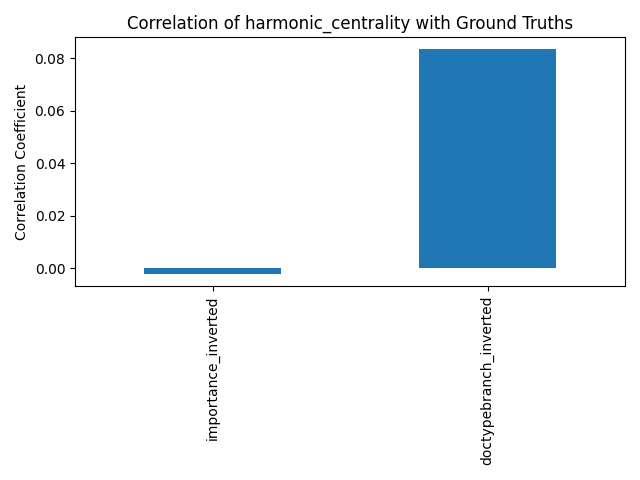 Correlation of harmonic_centrality with Ground Truths
Correlation Coefficient
0.08
0.06
0.04
0.02
0.00
importance_inverted
doctypebranch_inverted